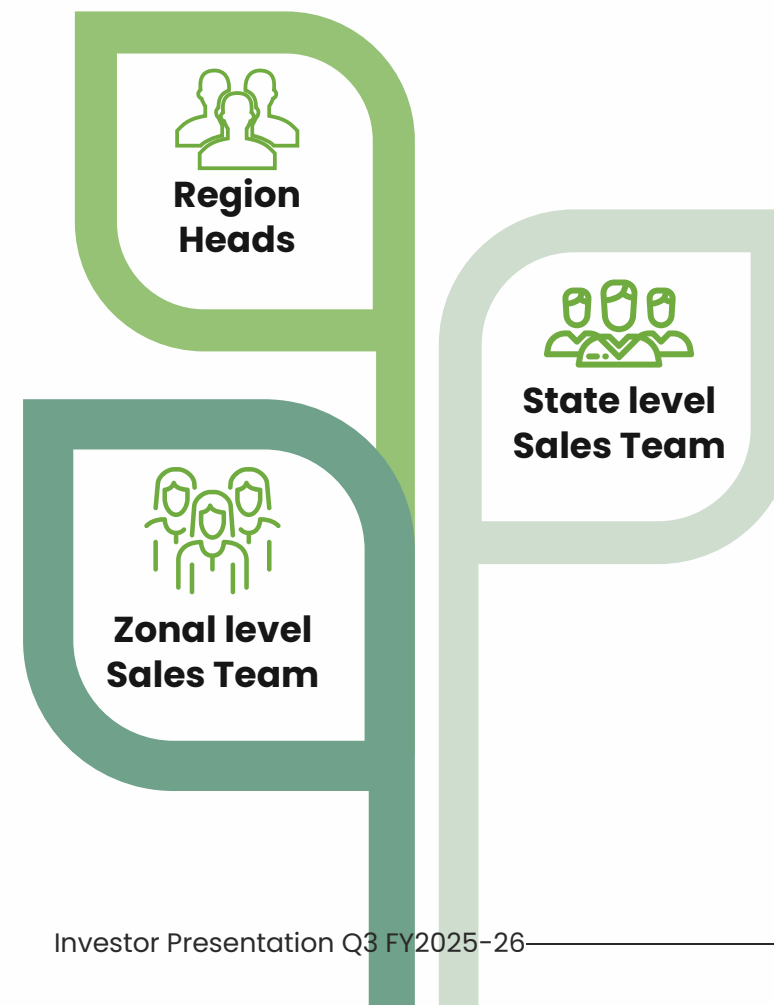 Region
Heads
State level
Sales Team
Zonal level
Sales Team
Investor Presentation Q3 FY2025-26